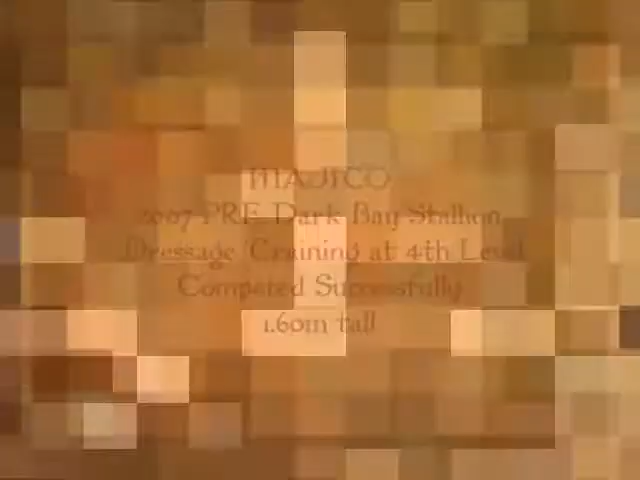 MAJICO
2007 PRE Dark Bay Stallion
Dressage Training at 4th Level
Competed Successfully
1.60m tall